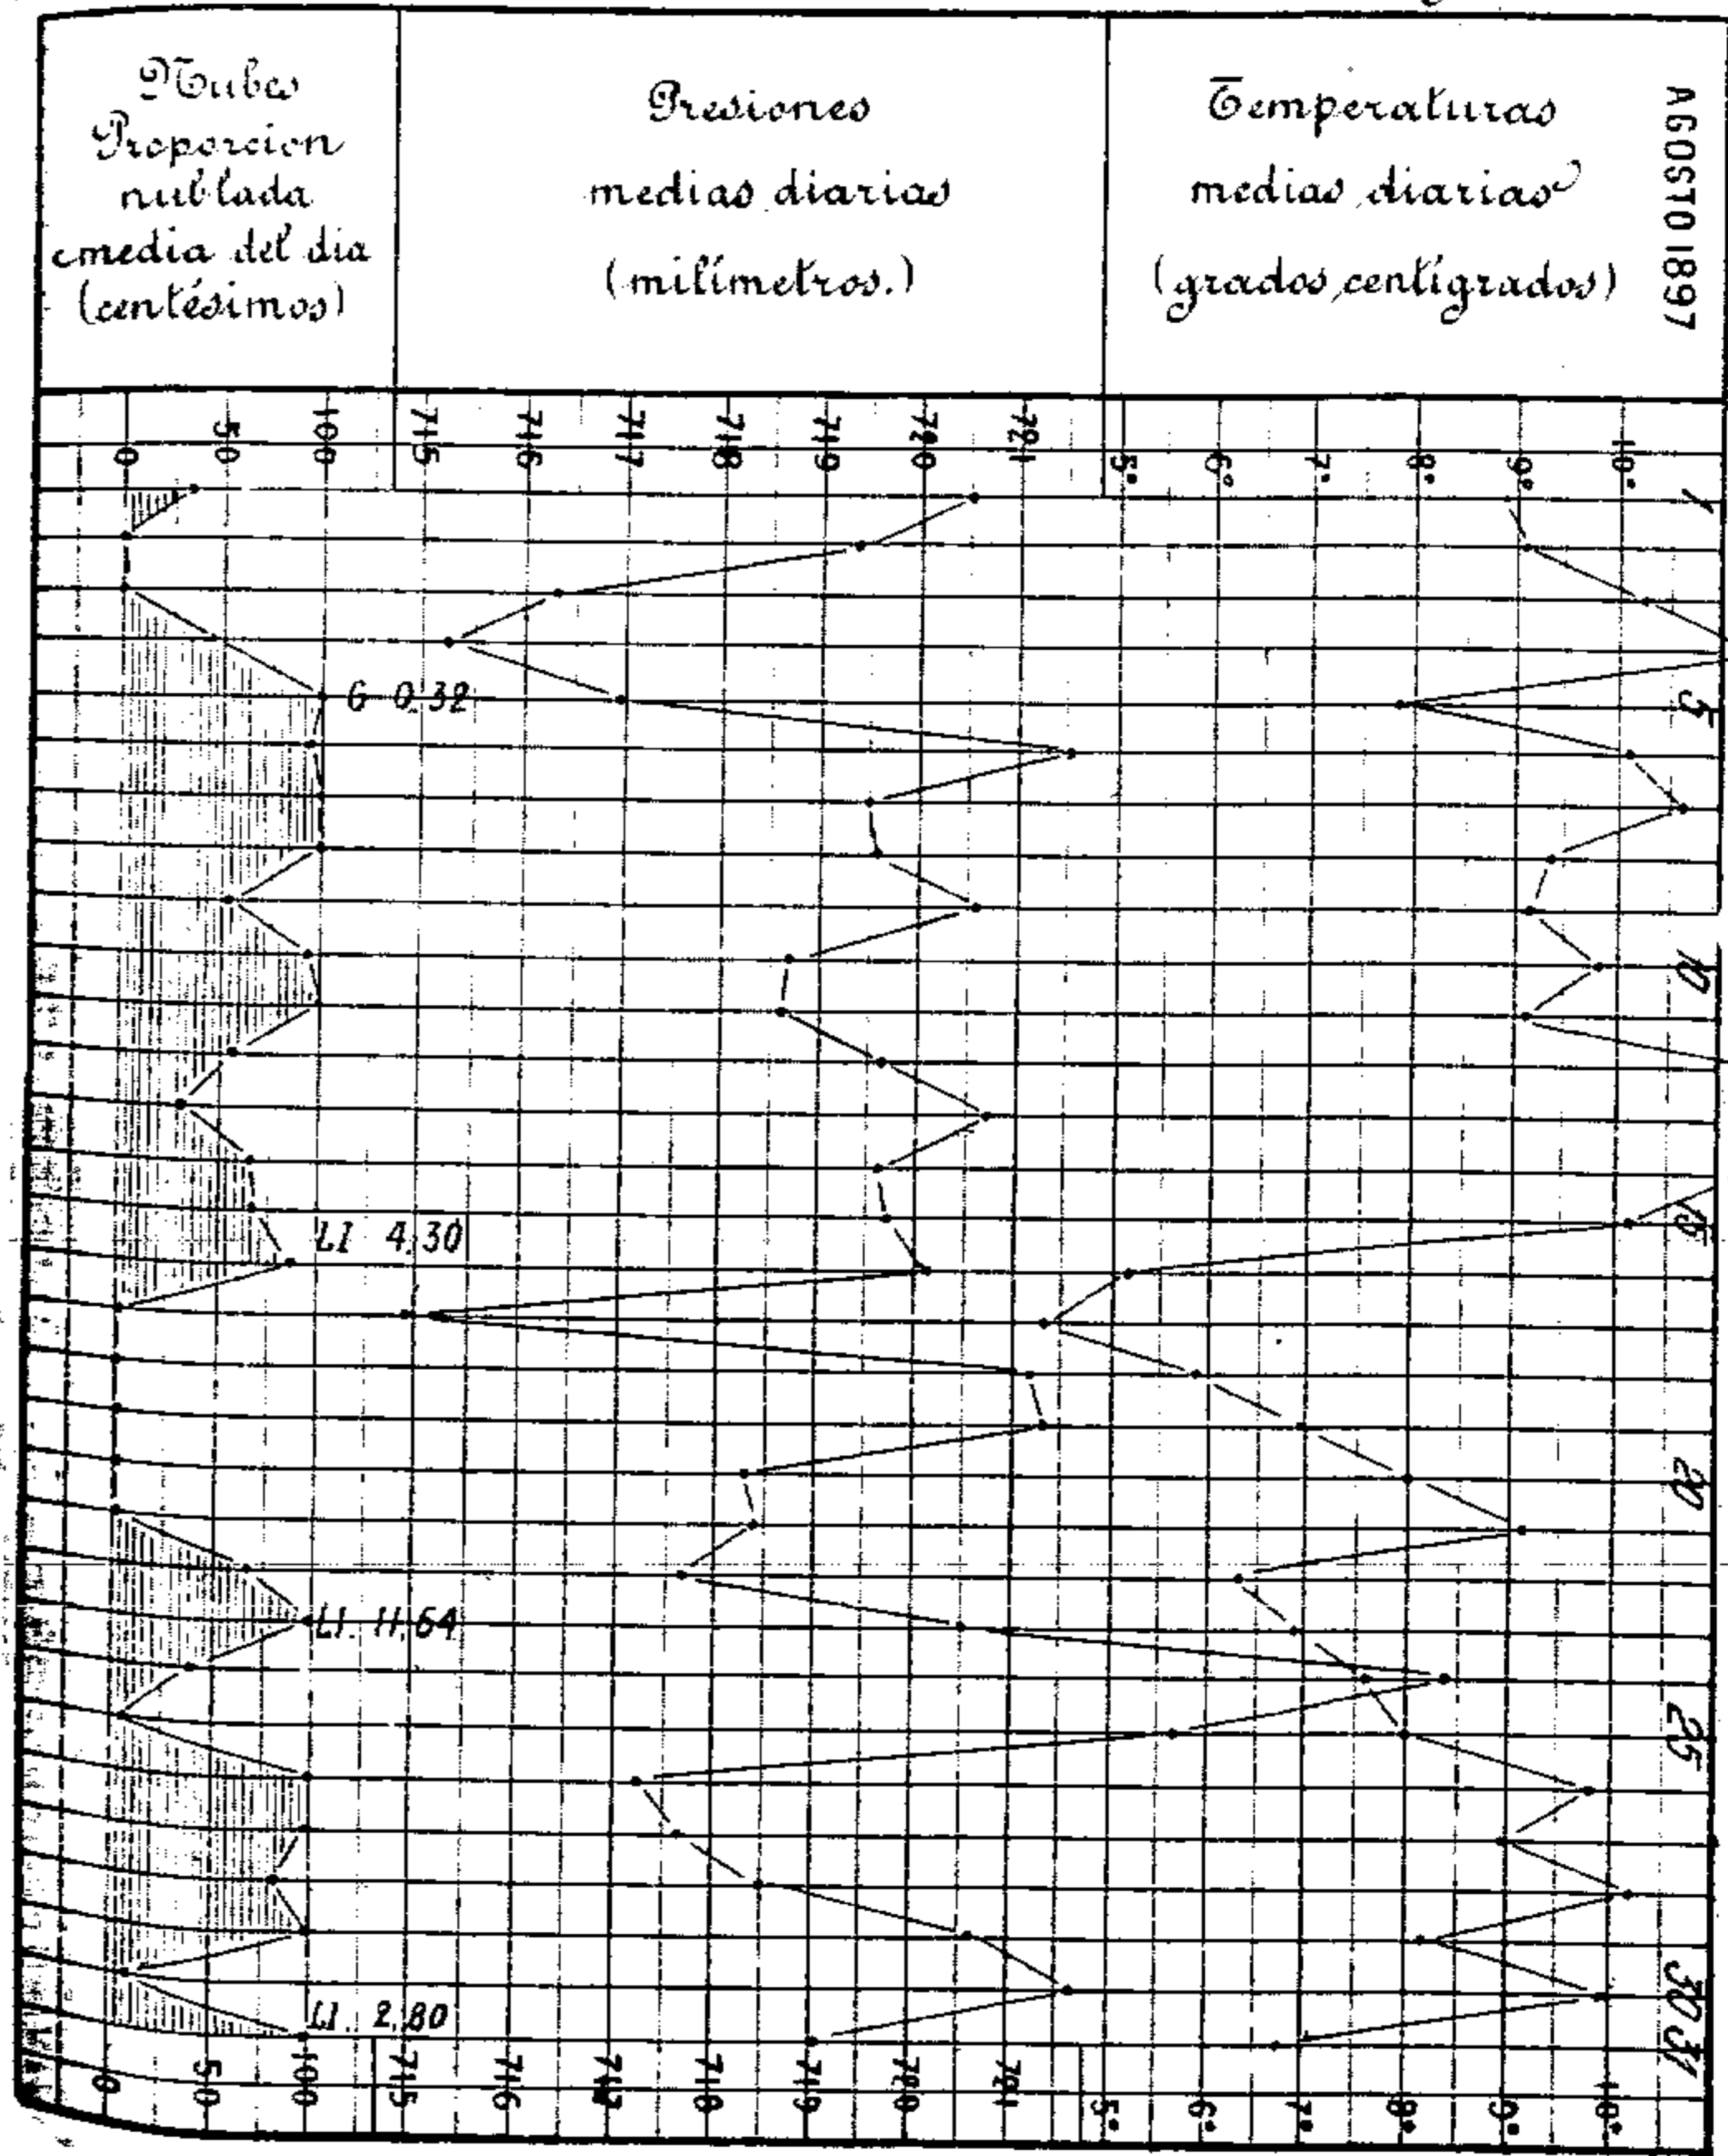 Nubes
Proporcion
nublada
media del dia
(centésimos)
Presiones
medias diarias
(milímetros.)
Temperaturas
medias diarias
(grados centígrados)
AGOSTO 1897
0 50 100 715 716 717 718 719 720 721 5° 6° 7° 8° 9° 10°
1
G 0.32
5
10
15
LI 4.30
20
LI. 11.64
25
30 31
LI. 2.80
0 50 100 715 716 717 718 719 720 721 5° 6° 7° 8° 9° 10°